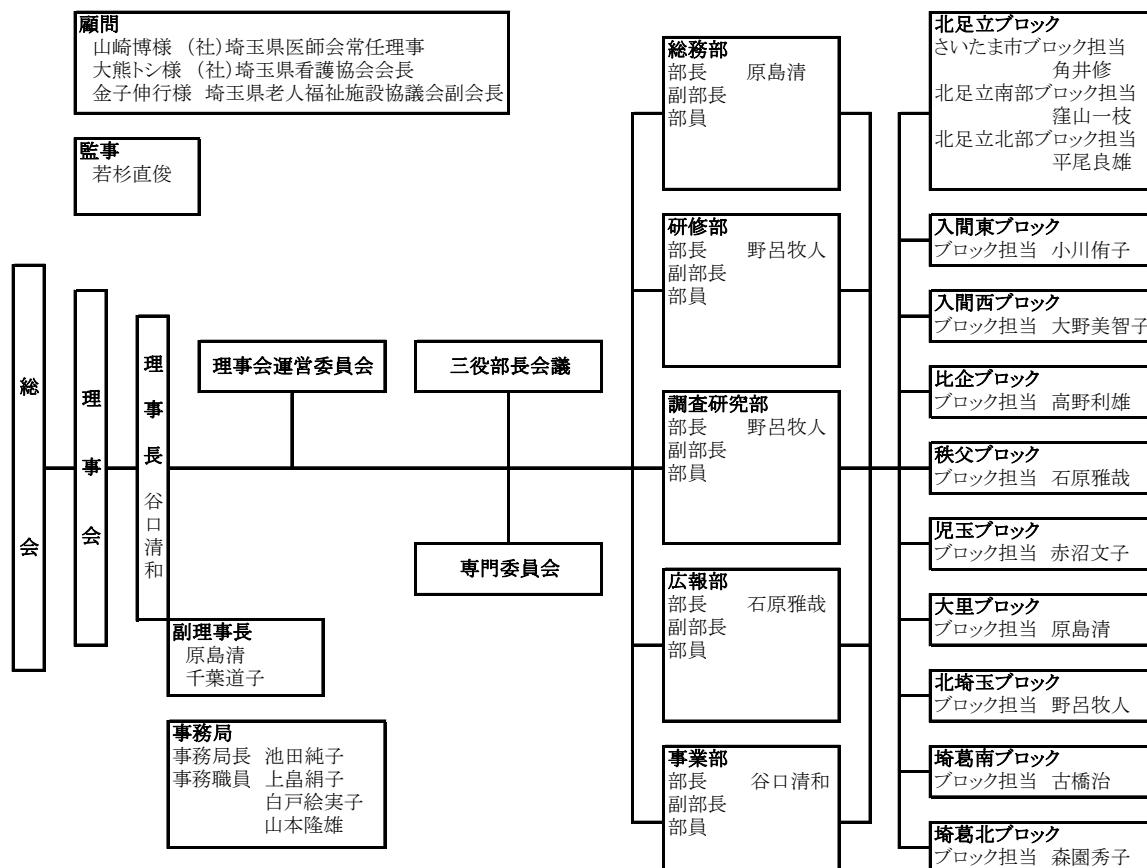 顧問
山崎博様 （社）埼玉県医師会常任理事
大熊トシ様 （社）埼玉県看護協会会長
金子伸行様 埼玉県老人福祉施設協議会副会長
監事
若杉直俊
総会
理事会
理事長 谷口清和
副理事長
原島清
千葉道子
事務局
事務局長 池田純子
事務職員 上畠絹子
白戸絵実子
山本隆雄
理事会運営委員会
三役部長会議
専門委員会
総務部
部長 原島清
副部長
部員
研修部
部長 野呂牧人
副部長
部員
調査研究部
部長 野呂牧人
副部長
部員
広報部
部長 石原雅哉
副部長
部員
事業部
部長 谷口清和
副部長
部員
北足立ブロック
さいたま市ブロック担当
角井修
北足立南部ブロック担当
窪山一枝
北足立北部ブロック担当
平尾良雄
入間東ブロック
ブロック担当 小川侑子
入間西ブロック
ブロック担当 大野美智子
比企ブロック
ブロック担当 高野利雄
秩父ブロック
ブロック担当 石原雅哉
児玉ブロック
ブロック担当 赤沼文子
大里ブロック
ブロック担当 原島清
北埼玉ブロック
ブロック担当 野呂牧人
埼葛南ブロック
ブロック担当 古橋治
埼葛北ブロック
ブロック担当 森園秀子